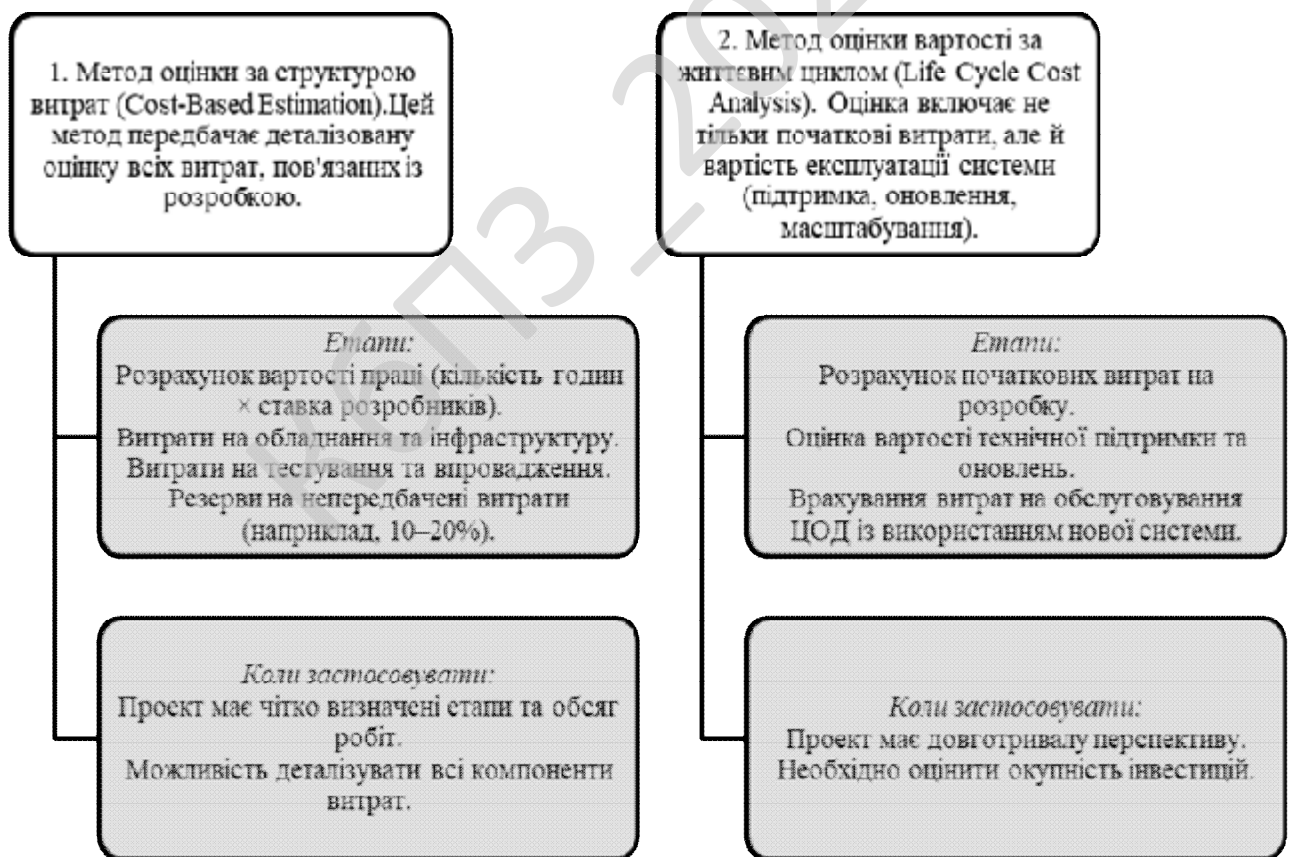 1. Метод оцінки за структурою
витрат (Cost-Based Estimation).Цей
метод передбачає деталізовану
оцінку всіх витрат, пов'язаних із
розробкою.
Етапи:
Розрахунок вартості праці (кількість годин
× ставка розробників).
Витрати на обладнання та інфраструктуру.
Витрати на тестування та впровадження.
Резерви на непередбачені витрати
(наприклад, 10–20%).
Коли застосовувати:
Проект має чітко визначені етапи та обсяг
робіт.
Можливість деталізувати всі компоненти
витрат.
2. Метод оцінки вартості за
життєвим циклом (Life Cycle Cost
Analysis). Оцінка включає не
тільки початкові витрати, але й
вартість експлуатації системи
(підтримка, оновлення,
масштабування).
Етапи:
Розрахунок початкових витрат на
розробку.
Оцінка вартості технічної підтримки та
оновлень.
Врахування витрат на обслуговування
ЦОД із використанням нової системи.
Коли застосовувати:
Проект має довготривалу перспективу.
Необхідно оцінити окупність інвестицій.